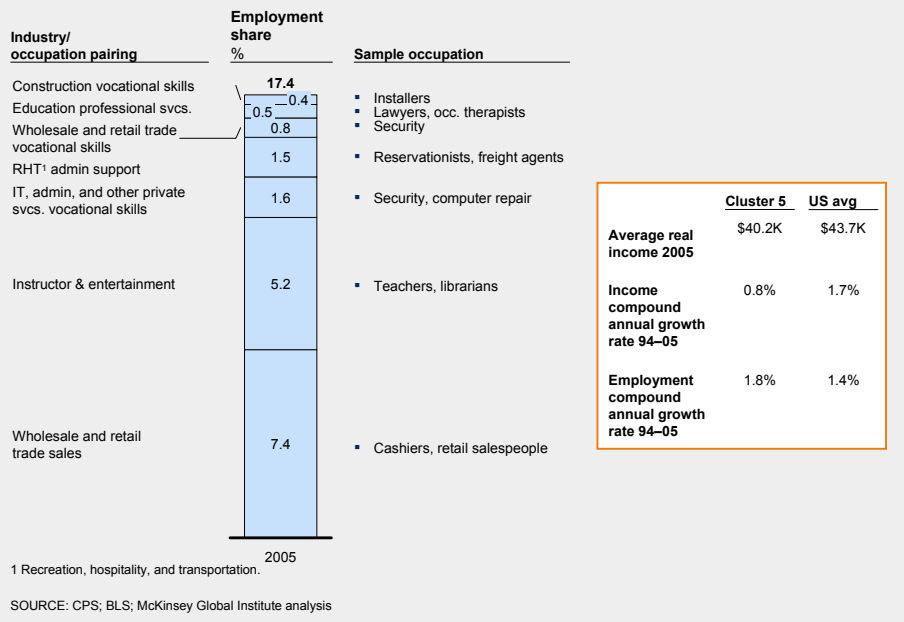 Industry/
occupation pairing
Employment
share
%
Sample occupation
Construction vocational skills
17.4
0.4
Installers
Education professional svcs.
0.5
Lawyers, occ. therapists
Wholesale and retail trade
vocational skills
0.8
Security
RHT1 admin support
1.5
Reservationists, freight agents
IT, admin, and other private
svcs. vocational skills
1.6
Security, computer repair
Instructor & entertainment
5.2
Teachers, librarians
Wholesale and retail
trade sales
7.4
Cashiers, retail salespeople
2005
Cluster 5 US avg
Average real
income 2005
$40.2K $43.7K
Income
compound
annual growth
rate 94–05
0.8% 1.7%
Employment
compound
annual growth
rate 94–05
1.8% 1.4%
1 Recreation, hospitality, and transportation.
SOURCE: CPS; BLS; McKinsey Global Institute analysis